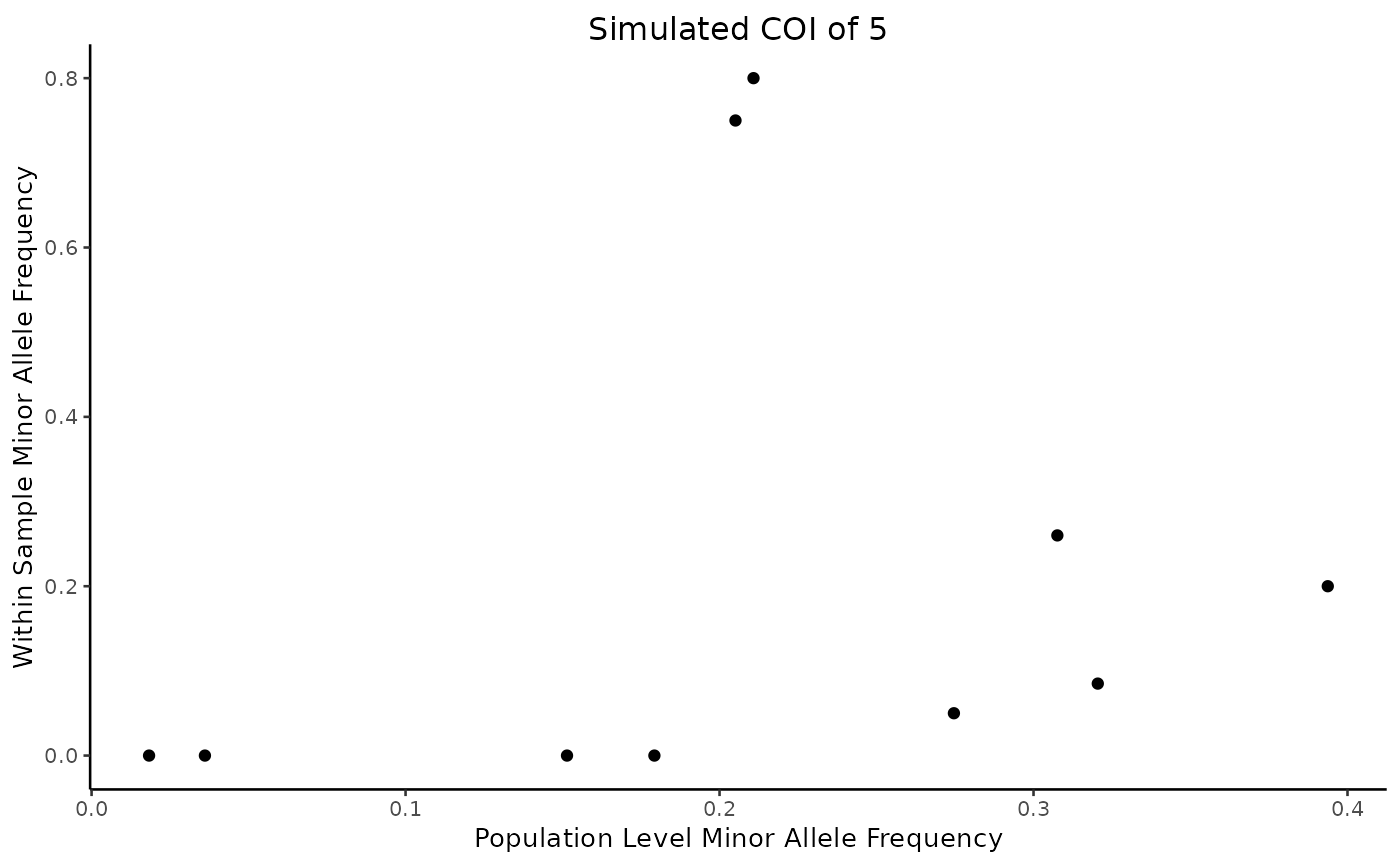 Simulated COI of 5
Within Sample Minor Allele Frequency
0.8
0.6
0.4
0.2
0.0
0.0 0.1 0.2 0.3 0.4
Population Level Minor Allele Frequency